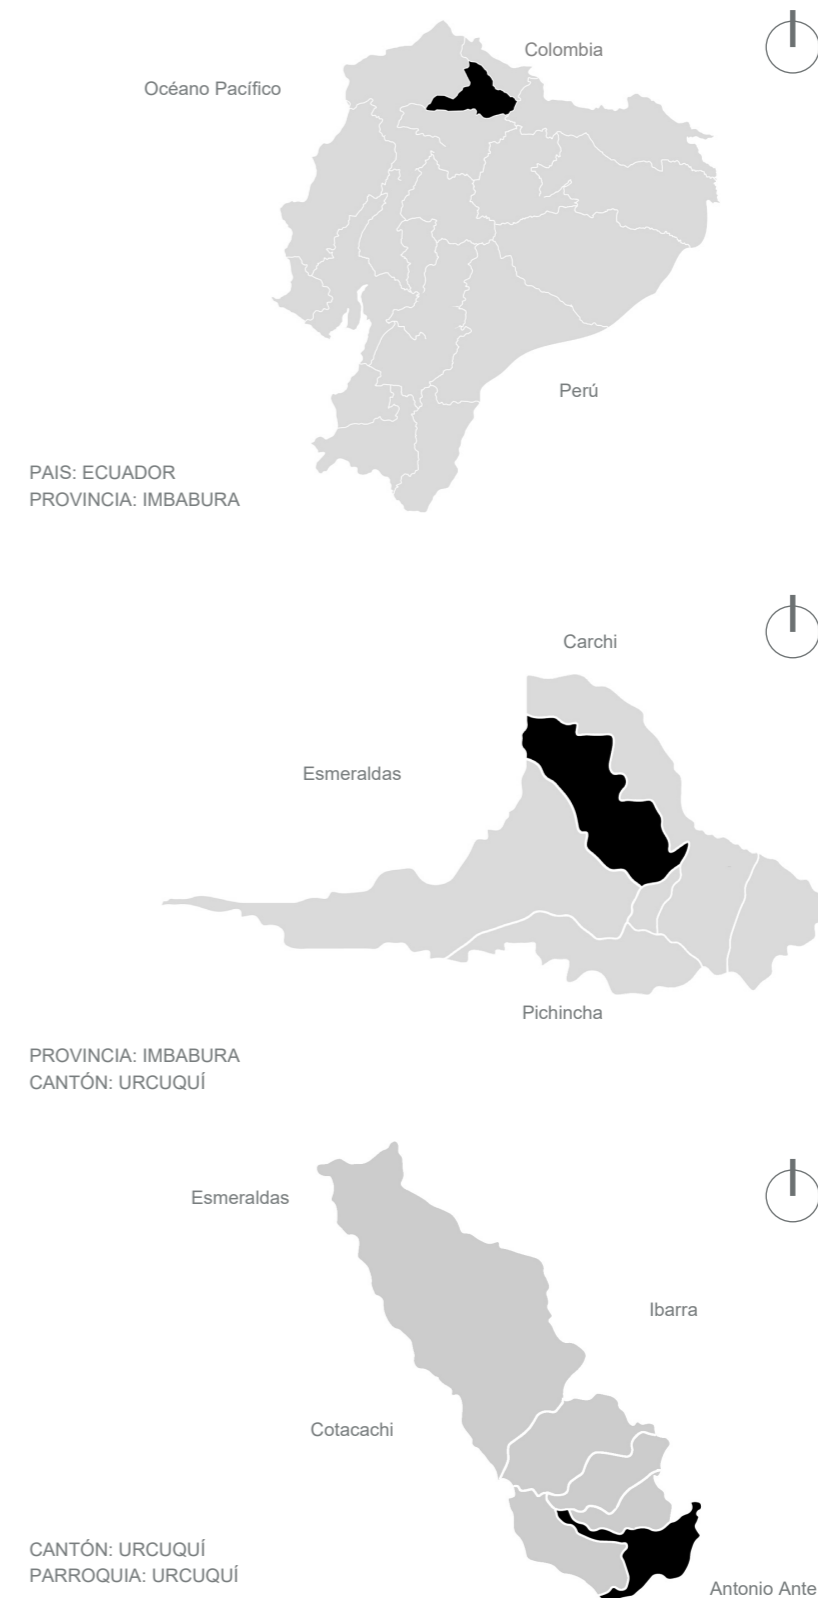 Colombia
Océano Pacífico
Perú
PAIS: ECUADOR
PROVINCIA: IMBABURA
Carchi
Esmeraldas
Pichincha
PROVINCIA: IMBABURA
CANTÓN: URCUQUÍ
Esmeraldas
Ibarra
Cotacachi
CANTÓN: URCUQUÍ
PARROQUIA: URCUQUÍ
Antonio Ante